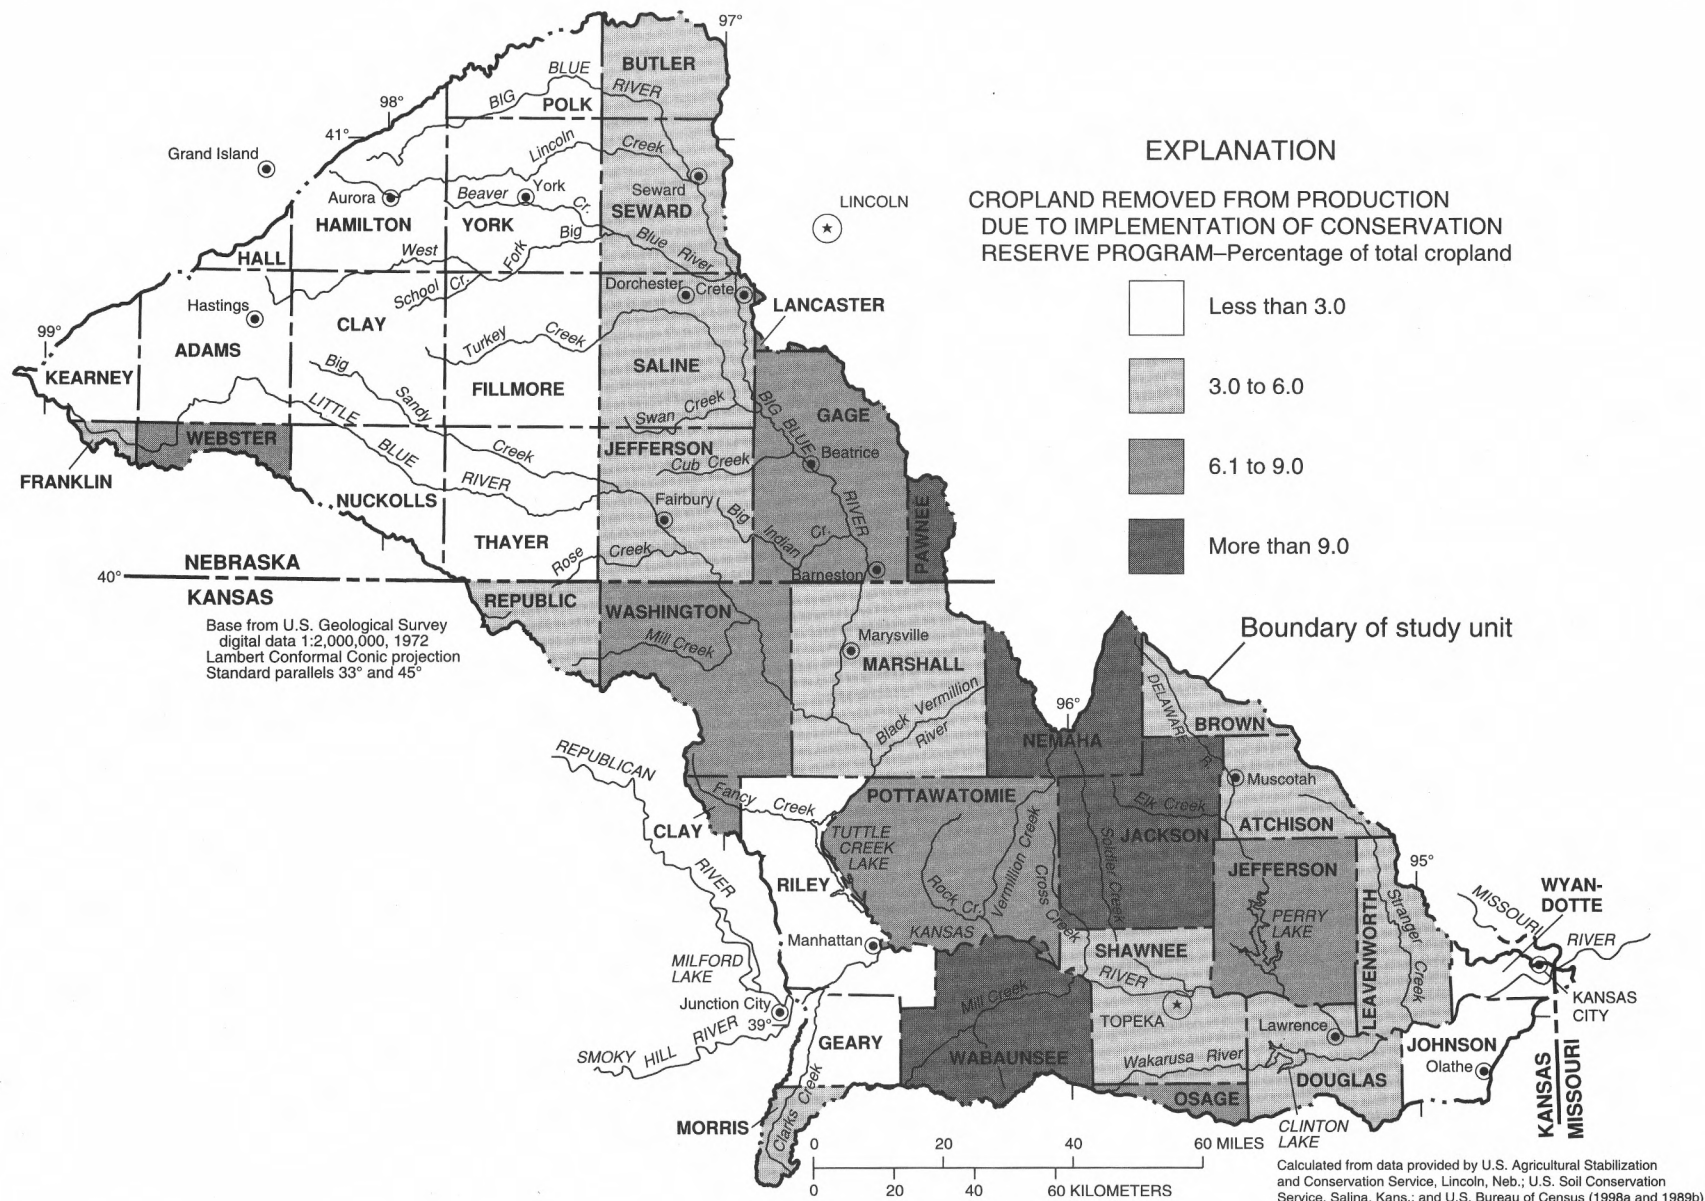 97°
BUTLER
BLUE
RIVER
BIG
POLK
98°
41°
Lincoln
Creek
Grand Island
Aurora
Beaver
York
Cr.
Seward
HAMILTON
YORK
SEWARD
LINCOLN
West
Fork
Big
Blue
River
HALL
School Cr.
Dorchester
Crete
LANCASTER
Hastings
CLAY
99°
ADAMS
Turkey
Creek
SALINE
KEARNEY
Big
Sandy
FILLMORE
LITTLE
Swan Creek
BIG
BLUE
GAGE
WEBSTER
BLUE
Creek
JEFFERSON
Cub Creek
Beatrice
FRANKLIN
RIVER
NUCKOLLS
Fairbury
Big
Indian
Cr.
RIVER
PAWNEE
THAYER
Rose
Creek
NEBRASKA
Barneston
40°
KANSAS
REPUBLIC
WASHINGTON
Base from U.S. Geological Survey
digital data 1:2,000,000, 1972
Lambert Conformal Conic projection
Standard parallels 33° and 45°
Mill Creek
Marysville
MARSHALL
Black Vermillion
River
EXPLANATION
CROPLAND REMOVED FROM PRODUCTION
DUE TO IMPLEMENTATION OF CONSERVATION
RESERVE PROGRAM–Percentage of total cropland
Less than 3.0
3.0 to 6.0
6.1 to 9.0
More than 9.0
Boundary of study unit
96°
DELAWARE
R.
BROWN
NEMAHA
REPUBLICAN
Muscotah
Fancy Creek
POTTAWATOMIE
Elk Creek
CLAY
TUTTLE
CREEK
LAKE
JACKSON
ATCHISON
Vermillion Creek
Soldier Creek
RIVER
RILEY
Rock Cr.
Cross Creek
JEFFERSON
95°
LEAVENWORTH
Stranger
Creek
PERRY
LAKE
MISSOURI
RIVER
WYAN-
DOTTE
Manhattan
KANSAS
SHAWNEE
RIVER
MILFORD
LAKE
Mill Creek
Junction City
39°
TOPEKA
Lawrence
KANSAS
CITY
SMOKY HILL RIVER
GEARY
WABAUNSEE
Wakarusa River
JOHNSON
Olathe
DOUGLAS
OSAGE
KANSAS
MISSOURI
Clarks Creek
MORRIS
CLINTON
LAKE
0 20 40 60 MILES
0 20 40 60 KILOMETERS
Calculated from data provided by U.S. Agricultural Stabilization
and Conservation Service, Lincoln, Neb.; U.S. Soil Conservation
Service, Salina, Kans.; and U.S. Bureau of Census (1998a and 1989b)